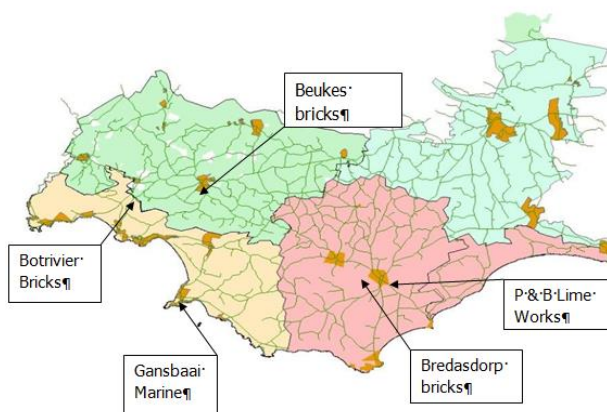 Beukes·
bricks¶
Botrivier·
Bricks¶
P·&·B·Lime·
Works¶
Gansbaai·
Marine¶
Bredasdorp·
bricks¶